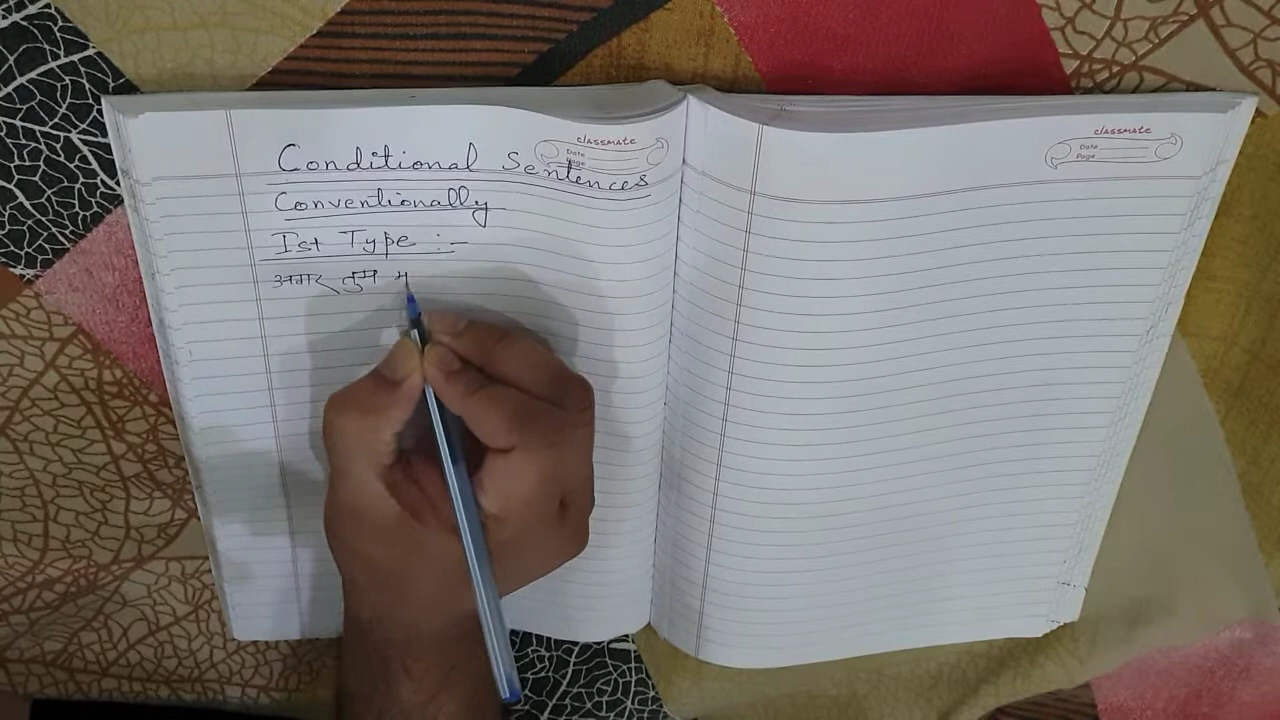 classmate
Date
Page
Conditional Sentences
Conventionally
Ist Type :-
अगर तुम म
classmate
Date
Page